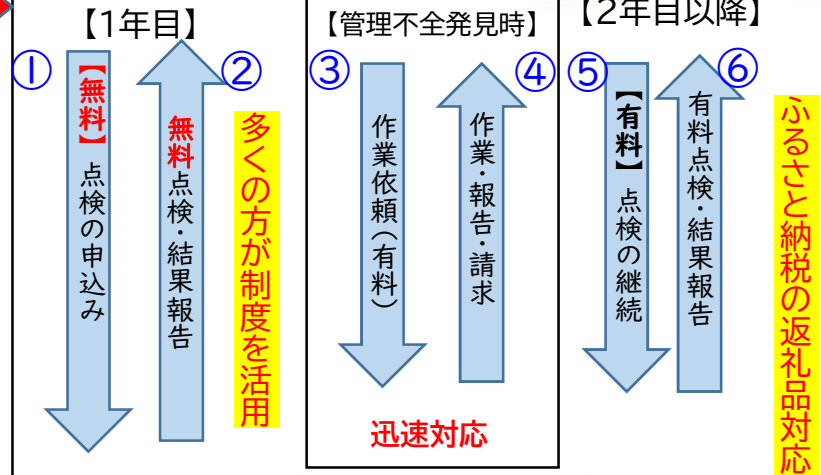 【1年目】
①
【無料】点検の申込み
②
無料点検・結果報告
多くの方が制度を活用
【管理不全発見時】
③
作業依頼(有料)
④
作業・報告・請求
迅速対応
【2年目以降】
⑤
【有料】点検の継続
⑥
有料点検・結果報告
ふるさと納税の返礼品対応